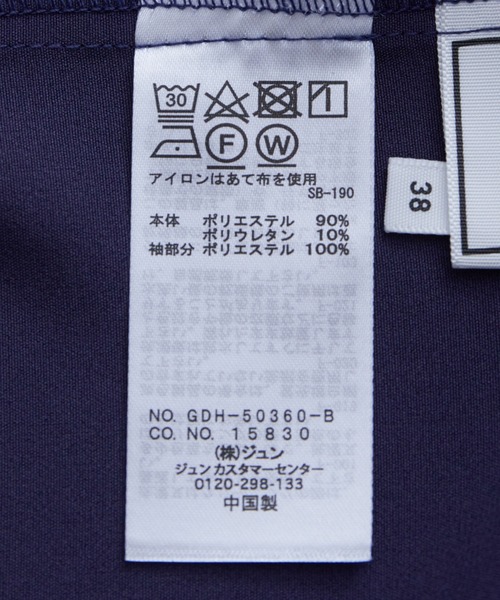 30
F W
アイロンはあて布を使用
SB-190
本体 ポリエステル 90%
ポリウレタン 10%
袖部分 ポリエステル 100%
NO. GDH-50360-B
CO. NO. 15830
(株)ジュン
ジュン カスタマーセンター
0120-298-133
中国製
38